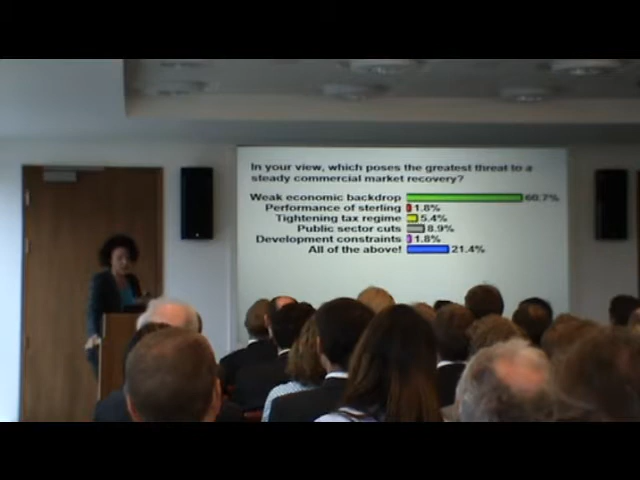 In your view, which poses the greatest threat to a
steady commercial market recovery?
Weak economic backdrop 60.7%
Performance of sterling 1.8%
Tightening tax regime 5.4%
Public sector cuts 8.9%
Development constraints 1.8%
All of the above! 21.4%